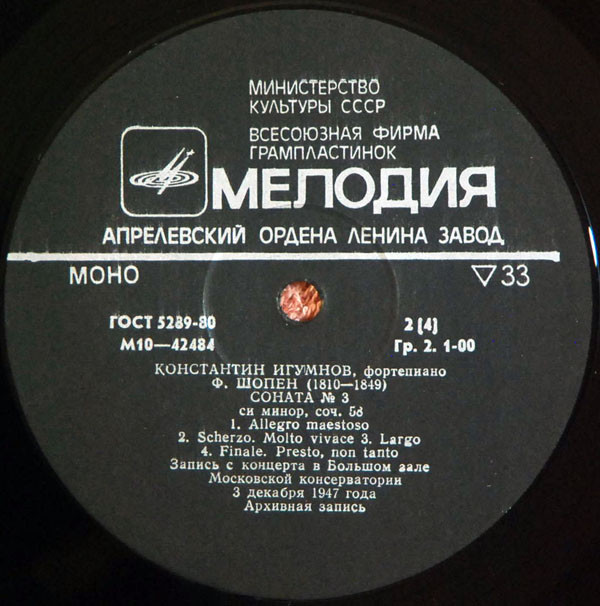 МИНИСТЕРСТВО
КУЛЬТУРЫ СССР
ВСЕСОЮЗНАЯ ФИРМА
ГРАМПЛАСТИНОК
МЕЛОДИЯ
АПРЕЛЕВСКИЙ ОРДЕНА ЛЕНИНА ЗАВОД
МОНО ▽33
ГОСТ 5289-80 2 (4)
М10—42484 Гр. 2. 1-00
КОНСТАНТИН ИГУМНОВ, фортепиано
Ф. ШОПЕН (1810—1849)
СОНАТА № 3
си минор, соч. 58
1. Allegro maestoso
2. Scherzo. Molto vivace 3. Largo
4. Finale. Presto, non tanto
Запись с концерта в Большом зале
Московской консерватории
3 декабря 1947 года
Архивная запись